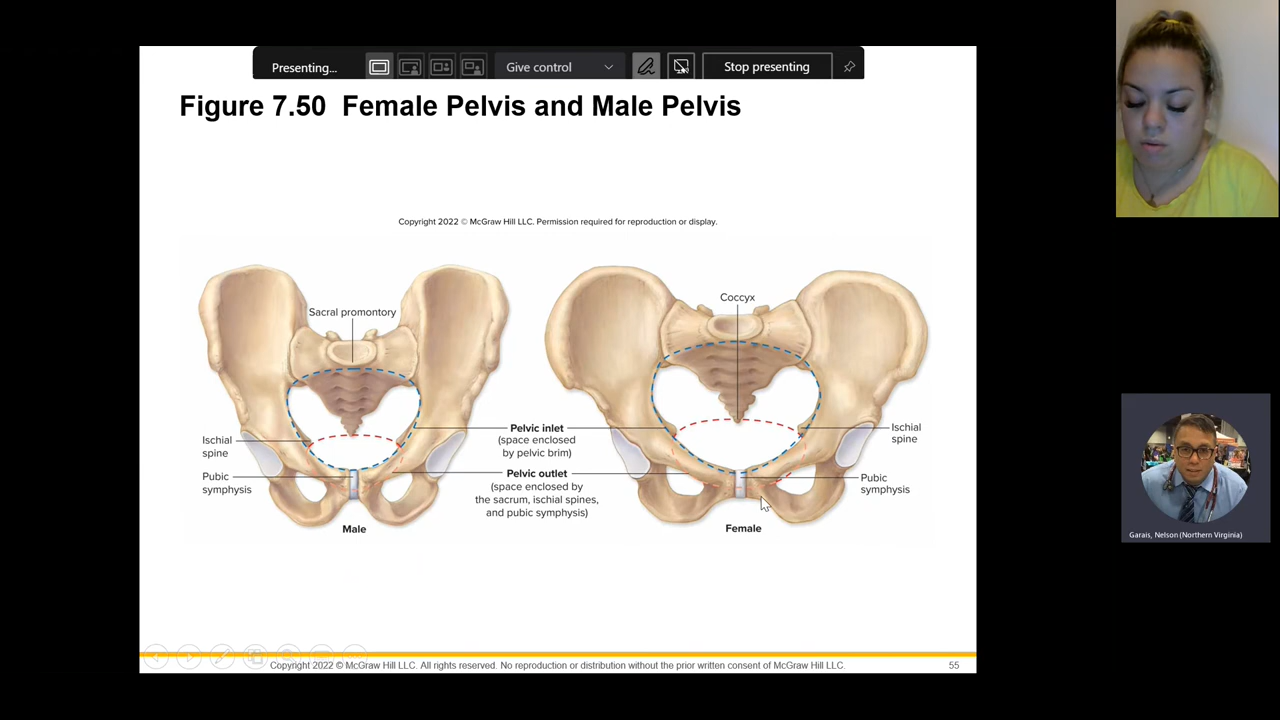 Presenting...
Give control
Stop presenting
Figure 7.50 Female Pelvis and Male Pelvis
Copyright 2022 © McGraw Hill LLC. Permission required for reproduction or display.
Sacral promontory
Coccyx
Ischial
spine
Pubic
symphysis
Pelvic inlet
(space enclosed
by pelvic brim)
Pelvic outlet
(space enclosed by
the sacrum, ischial spines,
and pubic symphysis)
Ischial
spine
Pubic
symphysis
Male
Female
Garais, Nelson (Northern Virginia)
Copyright 2022 © McGraw Hill LLC. All rights reserved. No reproduction or distribution without the prior written consent of McGraw Hill LLC.
55